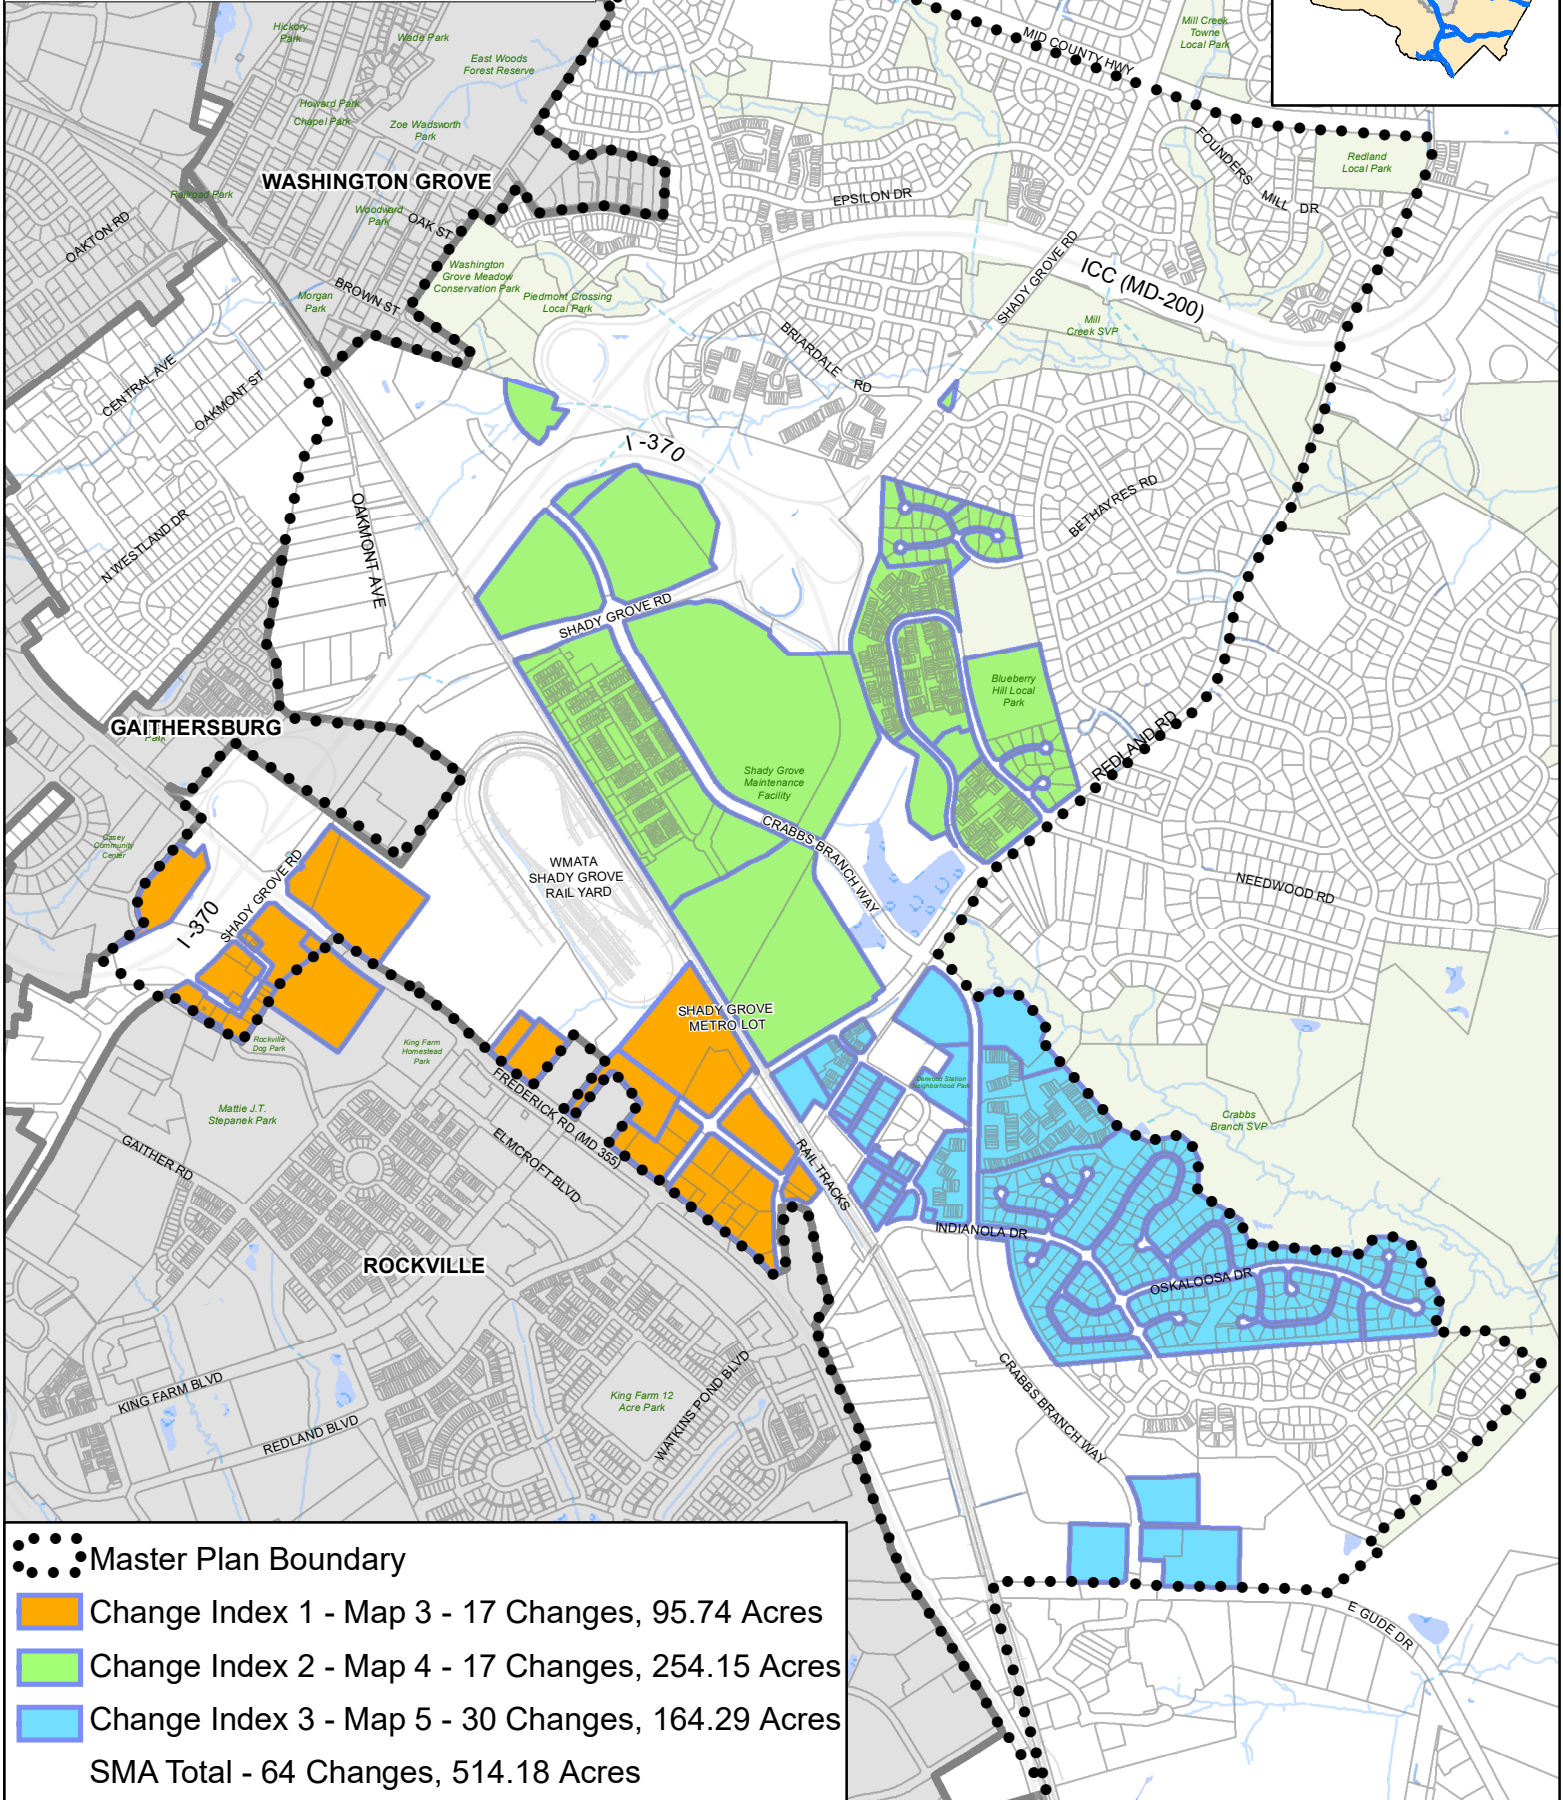 Hickory
Park
Wade Park
East Woods
Forest Reserve
Mill Creek
Towne
Local Park
MID COUNTY HWY
Howard Park
Chapel Park
Zoe Wadsworth
Park
FOUNDERS MILL DR
Redland
Local Park
WASHINGTON GROVE
Railroad Park
Woodward
Park
OAK ST
EPSILON DR
OAKTON RD
SHADY GROVE RD
ICC (MD-200)
Washington
Grove Meadow
Conservation Park
Piedmont Crossing
Local Park
Morgan
Park
BROWN ST
Mill
Creek SVP
BRIARDALE RD
CENTRAL AVE
OAKMONT ST
I -370
BETHAYRES RD
OAKMONT AVE
N WESTLAND DR
SHADY GROVE RD
Blueberry
Hill Local
Park
GAITHERSBURG
Park
REDLAND RD
Shady Grove
Maintenance
Facility
CRABBS BRANCH WAY
Casey
Community
Center
WMATA
SHADY GROVE
RAIL YARD
NEEDWOOD RD
SHADY GROVE RD
I -370
SHADY GROVE
METRO LOT
Rockville
Dog Park
King Farm
Homestead
Park
Derwood Station
Neighborhood Park
FREDERICK RD (MD 355)
Mattie J.T.
Stepanek Park
Crabbs
Branch SVP
GAITHER RD
ELMCROFT BLVD
RAIL TRACKS
INDIANOLA DR
ROCKVILLE
OSKALOOSA DR
KING FARM BLVD
King Farm 12
Acre Park
WATKINS POND BLVD
CRABBS BRANCH WAY
REDLAND BLVD
E GUDE DR
Master Plan Boundary
Change Index 1 - Map 3 - 17 Changes, 95.74 Acres
Change Index 2 - Map 4 - 17 Changes, 254.15 Acres
Change Index 3 - Map 5 - 30 Changes, 164.29 Acres
SMA Total - 64 Changes, 514.18 Acres